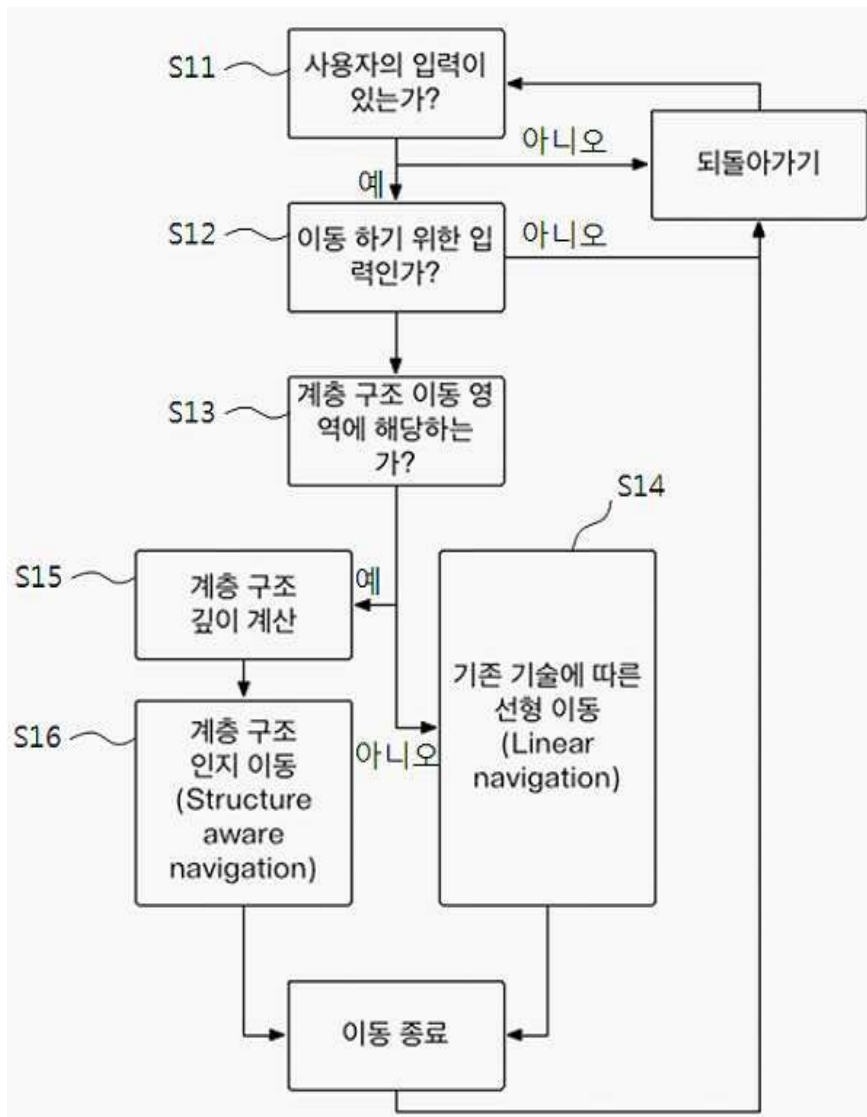 S11
사용자의 입력이
있는가?
아니오
되돌아가기
예
S12
이동 하기 위한 입
력인가?
아니오
S13
계층 구조 이동 영
역에 해당하는
가?
S14
S15
계층 구조
깊이 계산
예
기존 기술에 따른
선형 이동
(Linear
navigation)
S16
계층 구조
인지 이동
(Structure
aware
navigation)
아니오
이동 종료